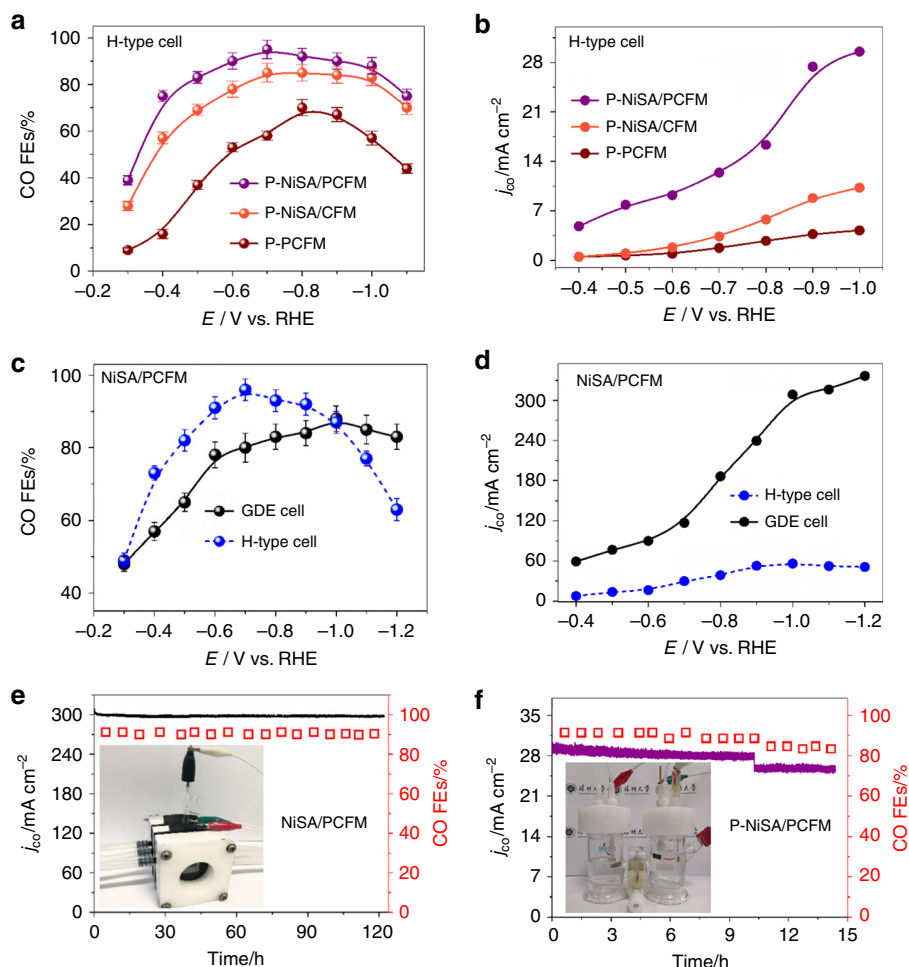 a
H-type cell
CO FEs/%
100
80
60
40
20
0
P-NiSA/PCFM
P-NiSA/CFM
P-PCFM
−0.2 −0.4 −0.6 −0.8 −1.0
E / V vs. RHE
b
H-type cell
jco/mA cm−2
28
21
14
7
0
P-NiSA/PCFM
P-NiSA/CFM
P-PCFM
−0.4 −0.5 −0.6 −0.7 −0.8 −0.9 −1.0
E / V vs. RHE
c
NiSA/PCFM
CO FEs/%
100
80
60
40
GDE cell
H-type cell
−0.2 −0.4 −0.6 −0.8 −1.0 −1.2
E / V vs. RHE
d
NiSA/PCFM
jco/mA cm−2
300
240
180
120
60
0
H-type cell
GDE cell
−0.4 −0.6 −0.8 −1.0 −1.2
E / V vs. RHE
e
jco/mA cm−2
300
240
180
120
60
0
NiSA/PCFM
100
80
60
40
20
0
CO FEs/%
0 30 60 90 120
Time/h
f
jco/mA cm−2
35
28
21
14
7
0
P-NiSA/PCFM
100
80
60
40
20
0
CO FEs/%
0 3 6 9 12 15
Time/h